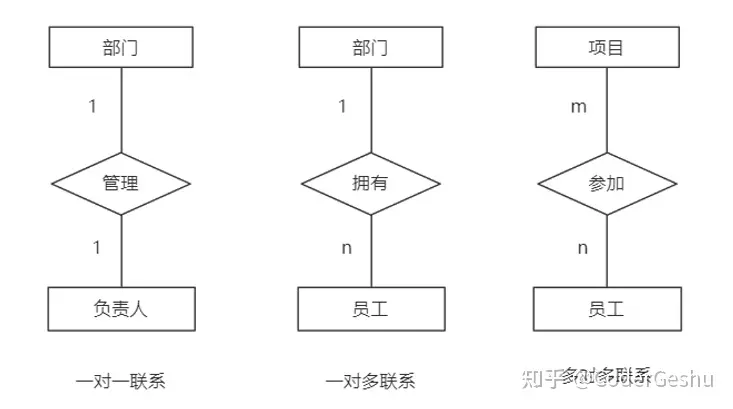 部门
1
管理
1
负责人
一对一联系
部门
1
拥有
n
员工
一对多联系
项目
m
参加
n
员工
多对多联系
知乎 @CoderGeshu